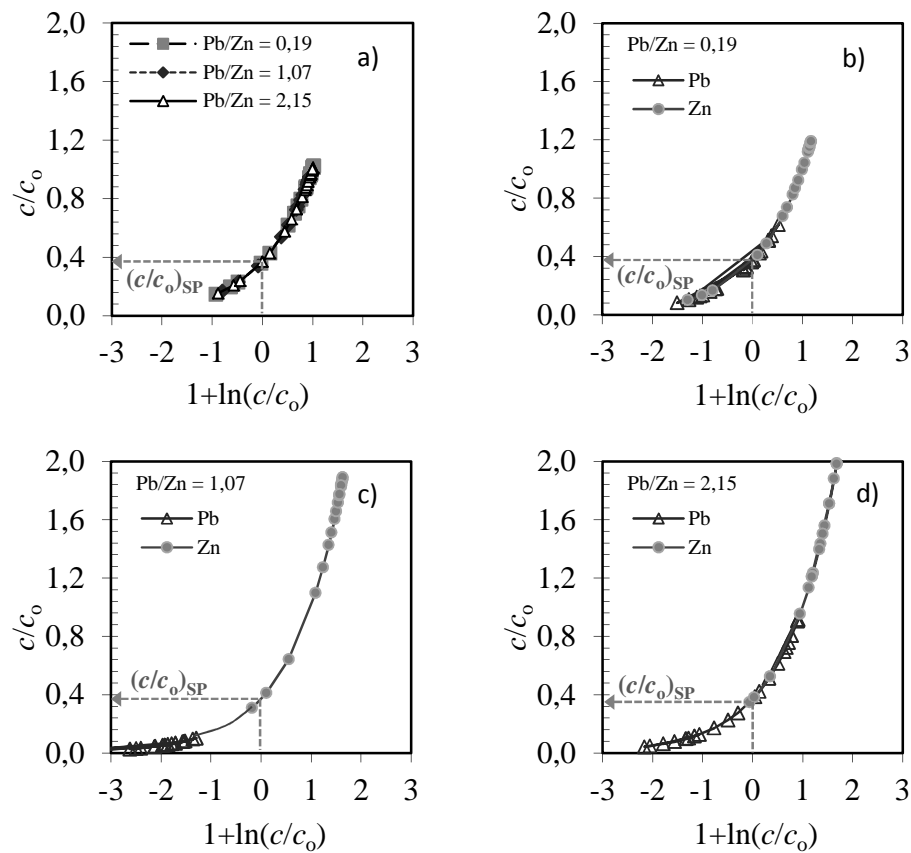 2,0
1,6
1,2
0,8
0,4
0,0
c/c₀
Pb/Zn = 0,19
Pb/Zn = 1,07
Pb/Zn = 2,15
a)
(c/cₒ)SP
-3 -2 -1 0 1 2 3
1+ln(c/cₒ)
2,0
1,6
1,2
0,8
0,4
0,0
c/cₒ
Pb/Zn = 0,19
b)
Pb
Zn
(c/cₒ)SP
-3 -2 -1 0 1 2 3
1+ln(c/cₒ)
2,0
1,6
1,2
0,8
0,4
0,0
c/cₒ
Pb/Zn = 1,07
c)
Pb
Zn
(c/cₒ)SP
-3 -2 -1 0 1 2 3
1+ln(c/cₒ)
2,0
1,6
1,2
0,8
0,4
0,0
c/cₒ
Pb/Zn = 2,15
d)
Pb
Zn
(c/cₒ)SP
-3 -2 -1 0 1 2 3
1+ln(c/cₒ)